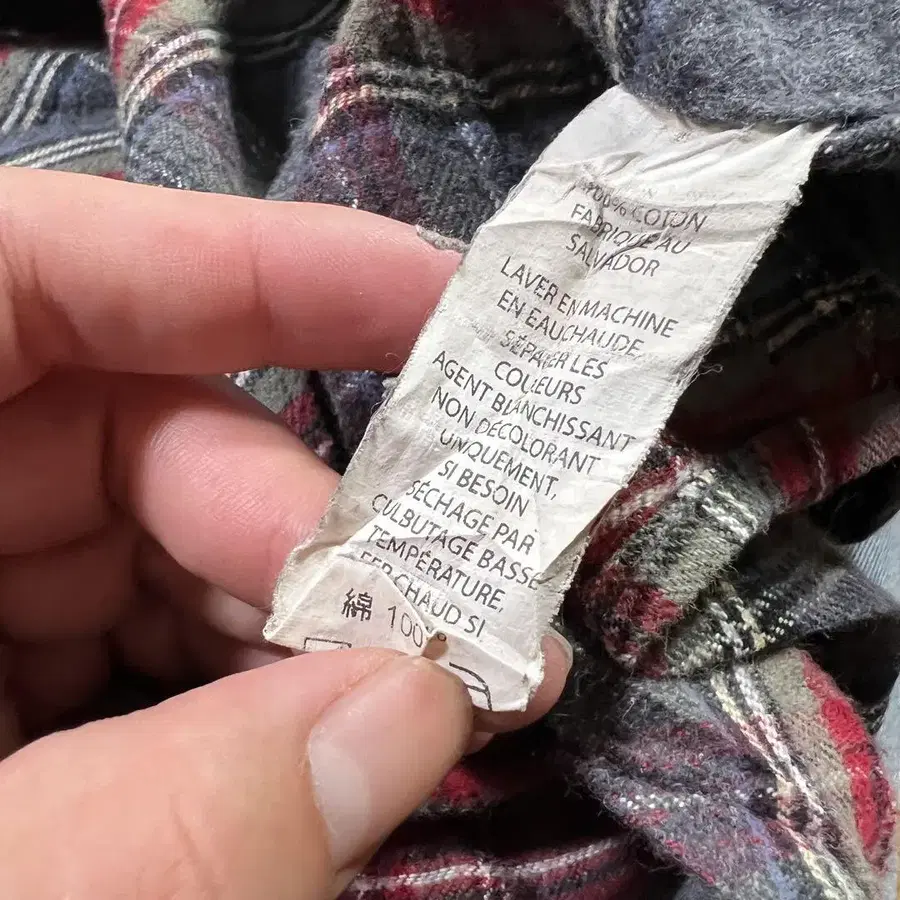 100% COTON
FABRIQUE AU
SALVADOR
LAVER EN MACHINE
EN EAU CHAUDE
SÉPARER LES
COULEURS
AGENT BLANCHISSANT
NON DÉCOLORANT
UNIQUEMENT,
SI BESOIN
SÉCHAGE PAR
CULBUTAGE BASSE
TEMPÉRATURE,
FER CHAUD SI
綿 100%